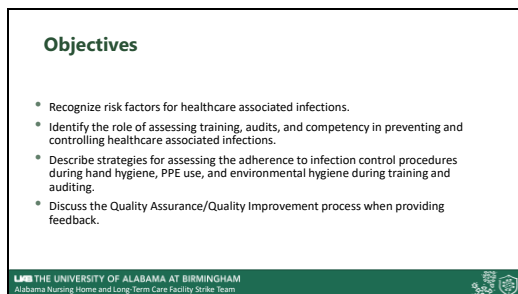 Objectives
• Recognize risk factors for healthcare associated infections.
• Identify the role of assessing training, audits, and competency in preventing and
controlling healthcare associated infections.
• Describe strategies for assessing the adherence to infection control procedures
during hand hygiene, PPE use, and environmental hygiene during training and
auditing.
• Discuss the Quality Assurance/Quality Improvement process when providing
feedback.
UAB THE UNIVERSITY OF ALABAMA AT BIRMINGHAM
Alabama Nursing Home and Long-Term Care Facility Strike Team